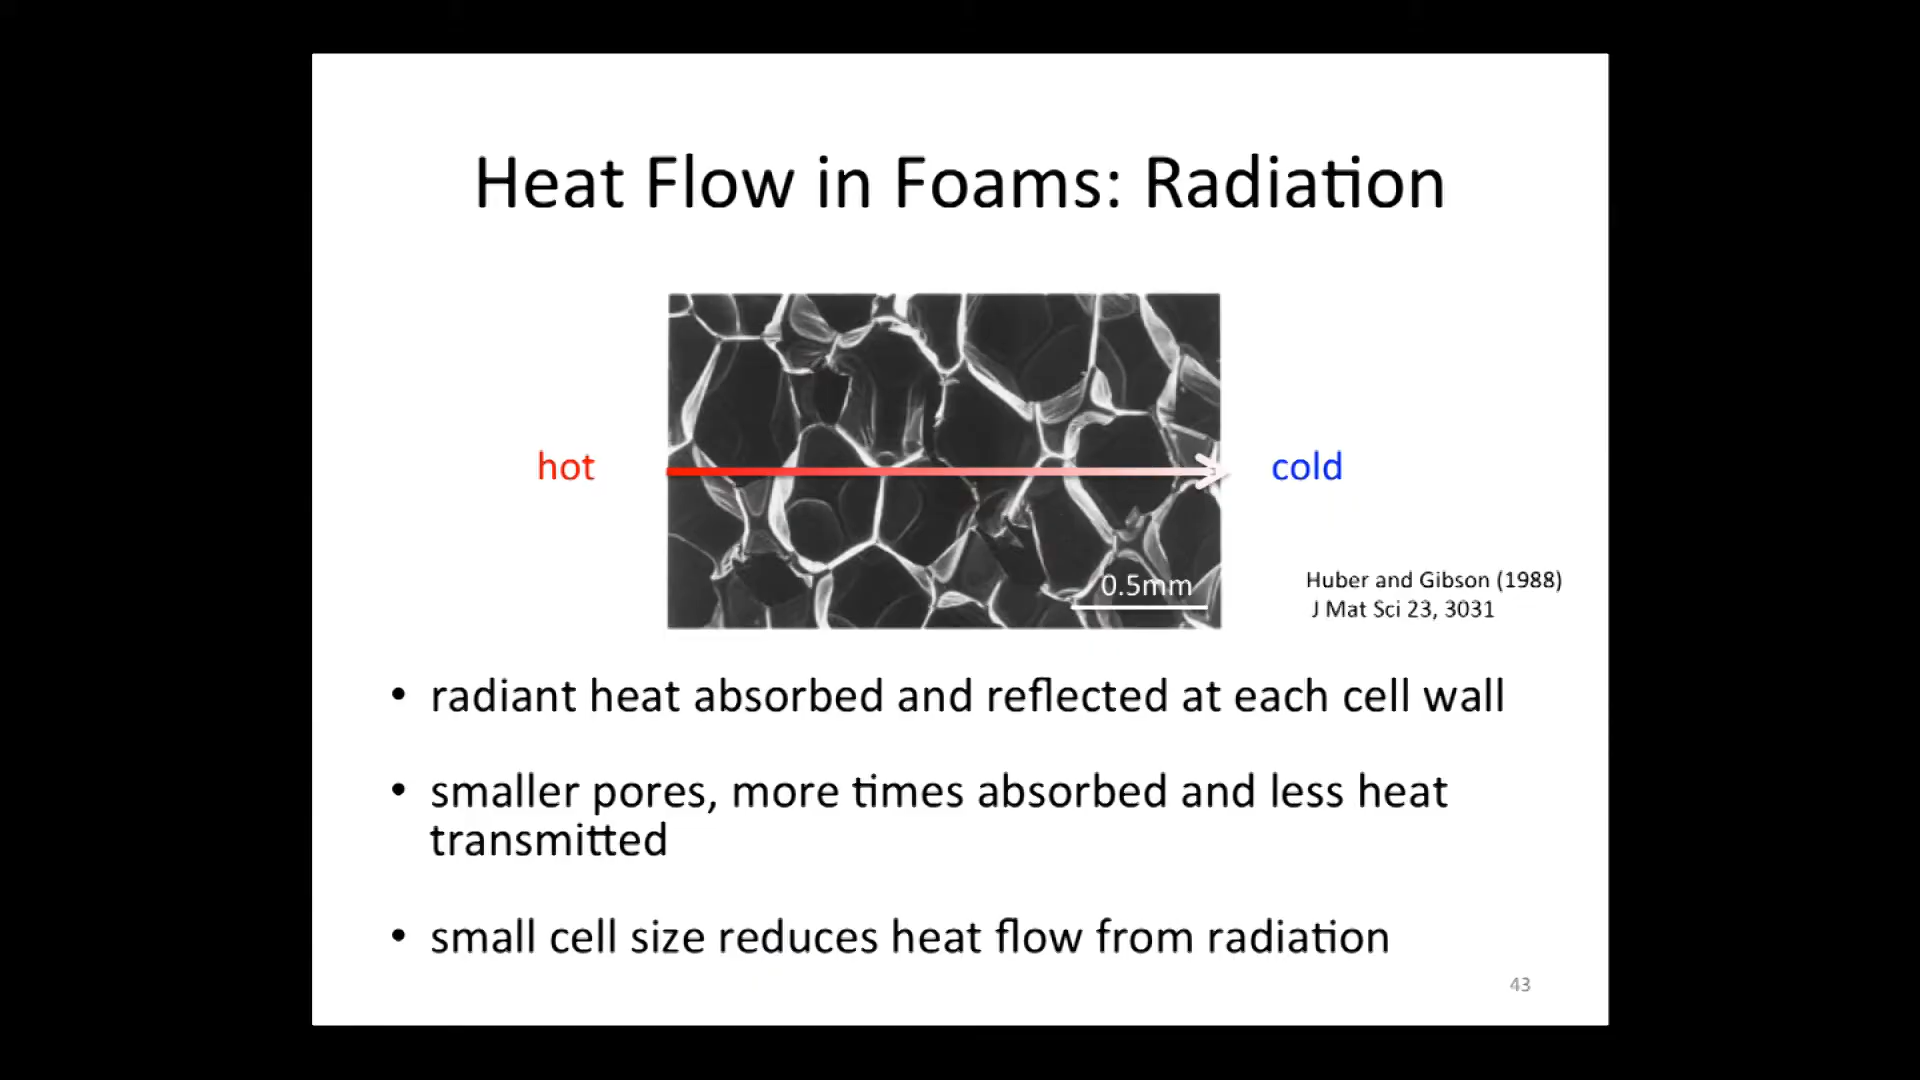 Heat Flow in Foams: Radiation
hot
cold
0.5mm
Huber and Gibson (1988)
J Mat Sci 23, 3031
• radiant heat absorbed and reflected at each cell wall
• smaller pores, more times absorbed and less heat
transmitted
• small cell size reduces heat flow from radiation
43